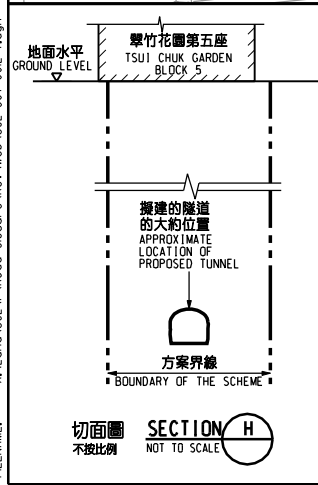 翠竹花園第五座
TSUI CHUK GARDEN
BLOCK 5
地面水平
GROUND LEVEL
擬建的隧道
的大約位置
APPROXIMATE
LOCATION OF
PROPOSED TUNNEL
方案界線
BOUNDARY OF THE SCHEME
切面圖 SECTION H
不按比例 NOT TO SCALE